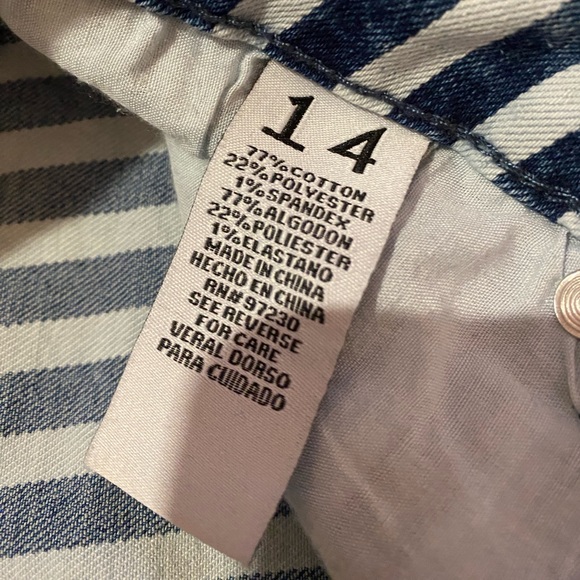 14
77%COTTON
22%POLYESTER
1%SPANDEX
77%ALGODON
22%POLIESTER
1%ELASTANO
MADE IN CHINA
HECHO EN CHINA
RN# 97230
SEE REVERSE
FOR CARE
VERAL DORSO
PARA CUIDADO